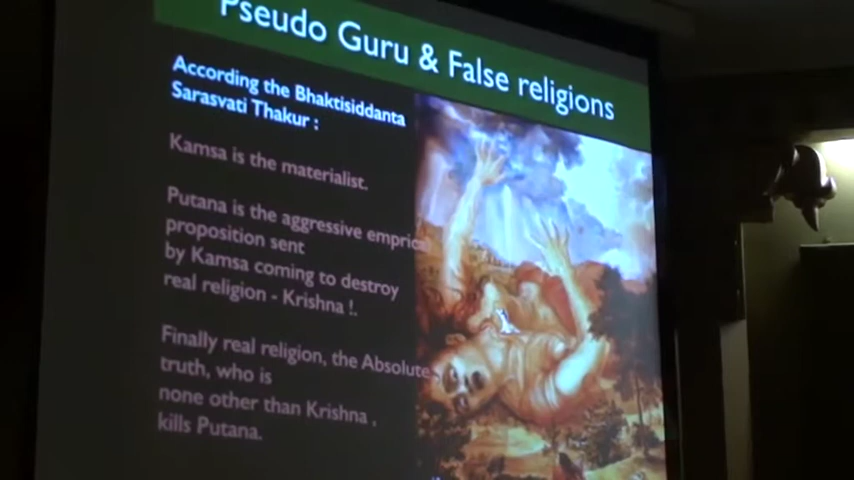 Pseudo Guru & False religions
According the Bhaktisiddanta
Sarasvati Thakur :
Kamsa is the materialist.
Putana is the aggressive empirical
proposition sent
by Kamsa coming to destroy
real religion - Krishna !.
Finally real religion, the Absolute
truth, who is
none other than Krishna ,
kills Putana.